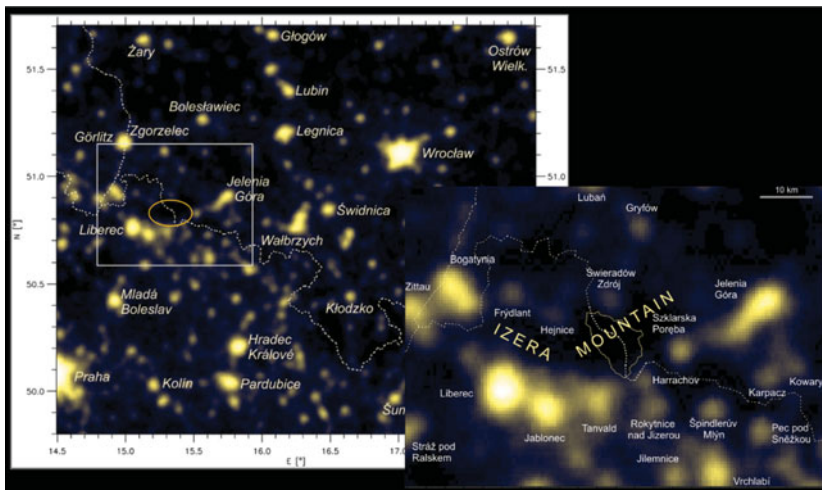 Głogów
Żary
Ostrów
Wielk.
51.5
51.5
Lubin
Bolesławiec
Legnica
Görlitz
Zgorzelec
Wrocław
51.0
51.0
Jelenia
Góra
Świdnica
Liberec
Wałbrzych
N [°]
50.5
Mladá
Boleslav
Kłodzko
Hradec
Králové
50.0
Praha
Kolín
Pardubice
Šum
14.5
15.0
15.5
16.0
16.5
17.0
E [°]
10 km
Lubań
Gryfów
Bogatynia
Zittau
Świeradów
Zdrój
Jelenia
Góra
Frýdlant
Hejnice
Szklarska
Poręba
IZERA MOUNTAIN
Liberec
Harrachov
Kowary
Karpacz
Jablonec
Tanvald
Rokytnice
nad Jizerou
Špindlerův
Mlýn
Pec pod
Sněžkou
Stráž pod
Ralskem
Jilemnice
Vrchlabí